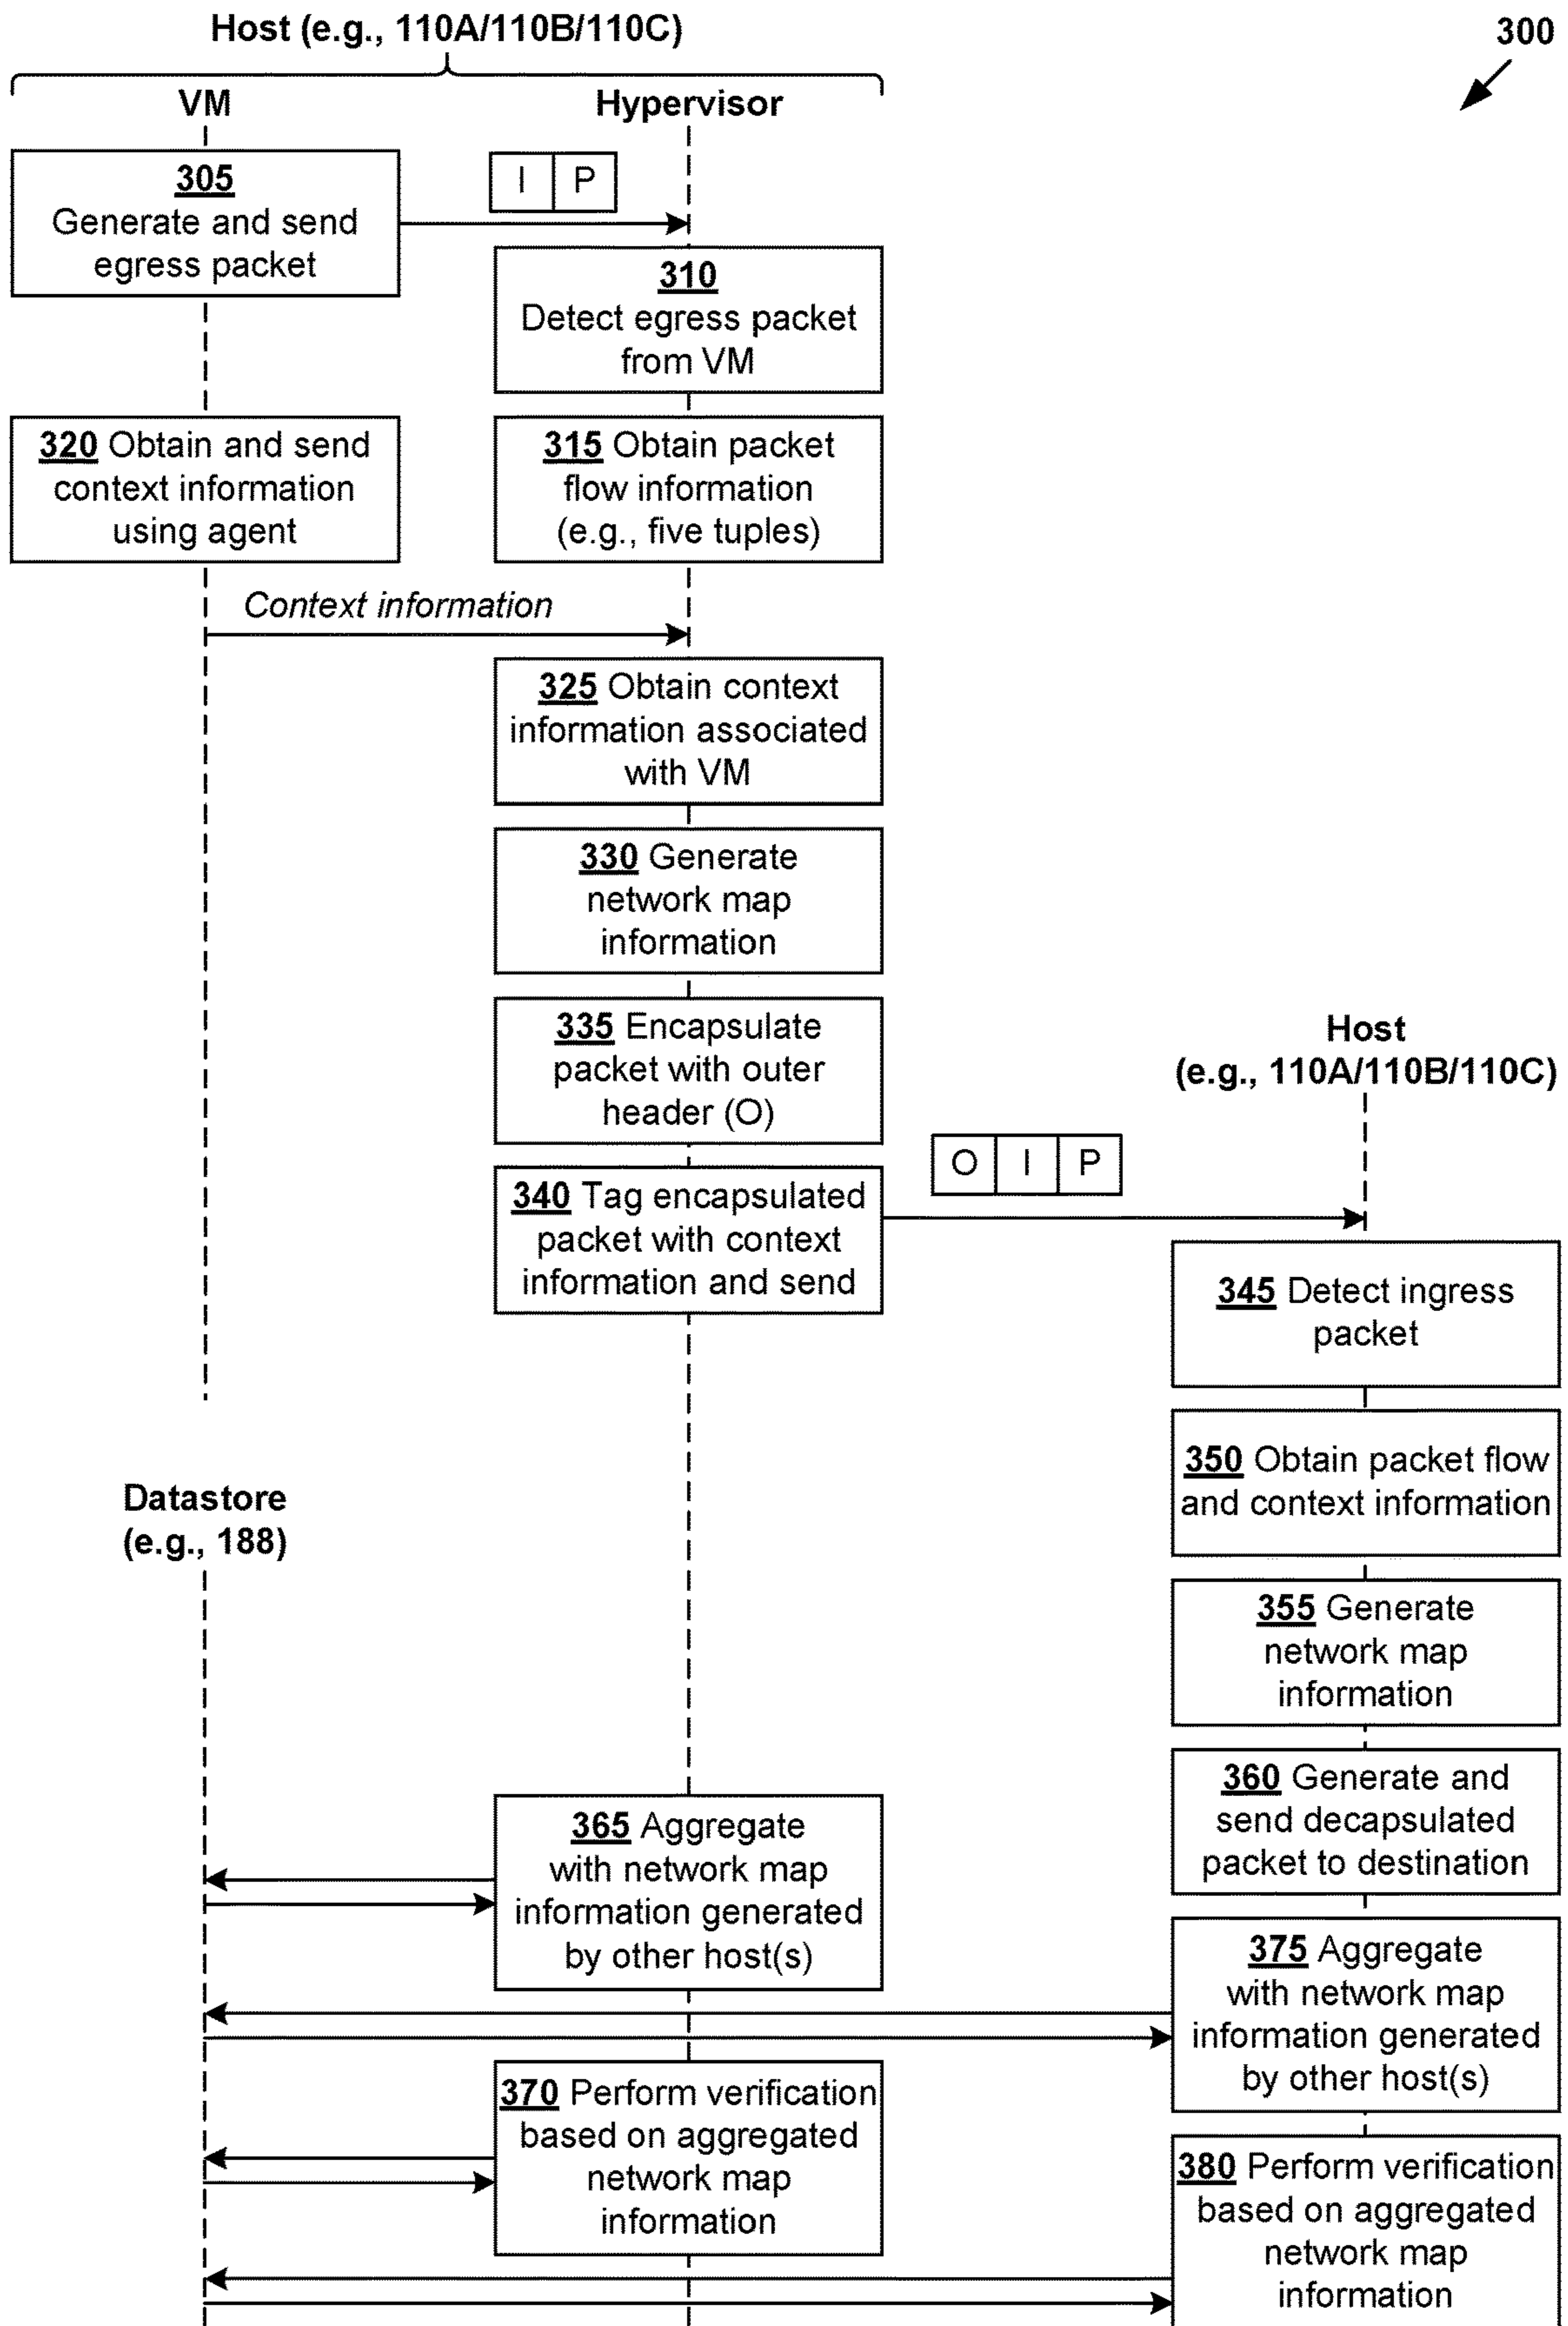 Host (e.g., 110A/110B/110C)
300
VM
Hypervisor
305
Generate and send
egress packet
I P
310
Detect egress packet
from VM
320 Obtain and send
context information
using agent
315 Obtain packet
flow information
(e.g., five tuples)
Context information
325 Obtain context
information associated
with VM
330 Generate
network map
information
335 Encapsulate
packet with outer
header (O)
Host
(e.g., 110A/110B/110C)
O I P
340 Tag encapsulated
packet with context
information and send
345 Detect ingress
packet
350 Obtain packet flow
and context information
Datastore
(e.g., 188)
355 Generate
network map
information
360 Generate and
send decapsulated
packet to destination
365 Aggregate
with network map
information generated
by other host(s)
375 Aggregate
with network map
information generated
by other host(s)
370 Perform verification
based on aggregated
network map
information
380 Perform verification
based on aggregated
network map
information